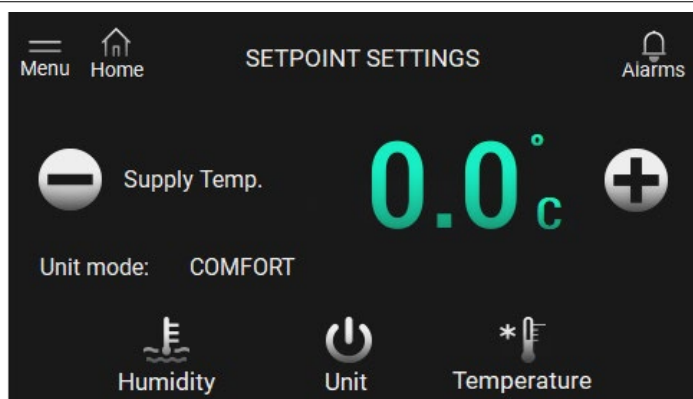 Menu Home SETPOINT SETTINGS Alarms
Supply Temp. 0.0°C
Unit mode: COMFORT
Humidity Unit Temperature